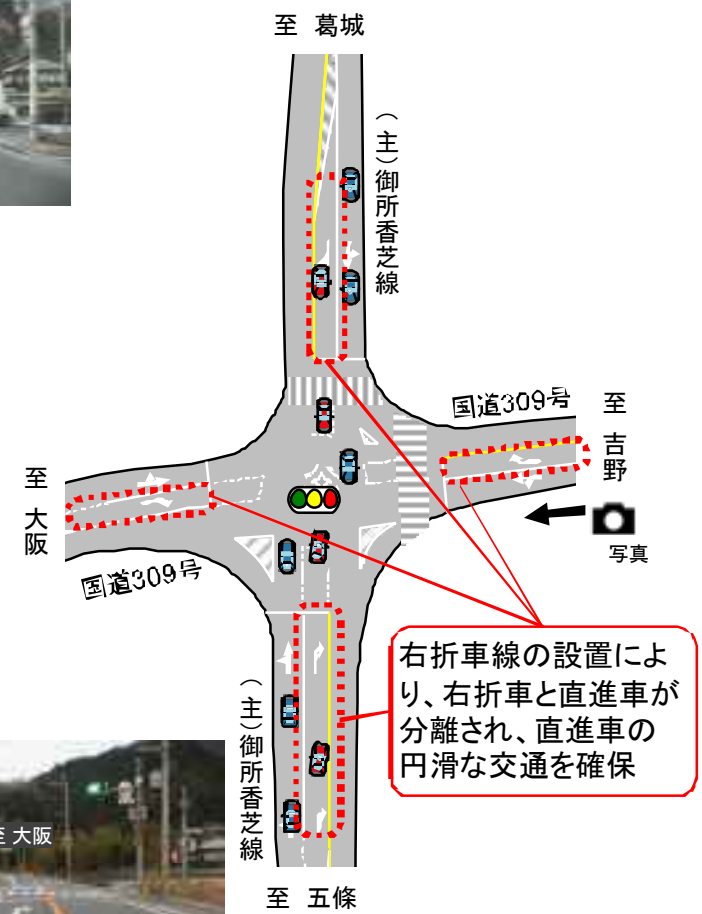 至 葛城
（主）御所香芝線
国道309号
至 吉野
写真
至 大阪
国道309号
右折車線の設置によ
り、右折車と直進車が
分離され、直進車の
円滑な交通を確保
（主）御所香芝線
至 大阪
至 五條